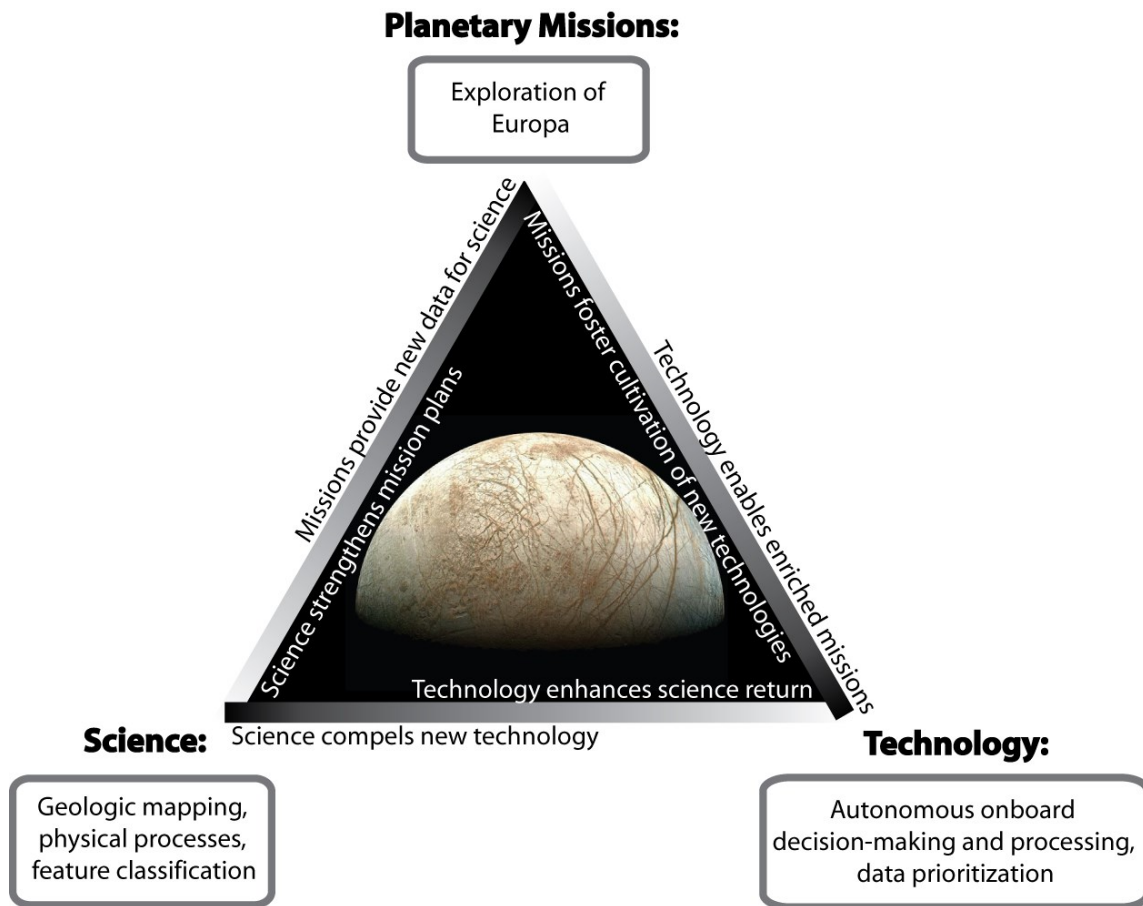 Planetary Missions:
Exploration of
Europa
Missions provide new data for science
Science strengthens mission plans
Missions foster cultivation of new technologies
Technology enables enriched missions
Technology enhances science return
Science compels new technology
Science:
Geologic mapping,
physical processes,
feature classification
Technology:
Autonomous onboard
decision-making and processing,
data prioritization